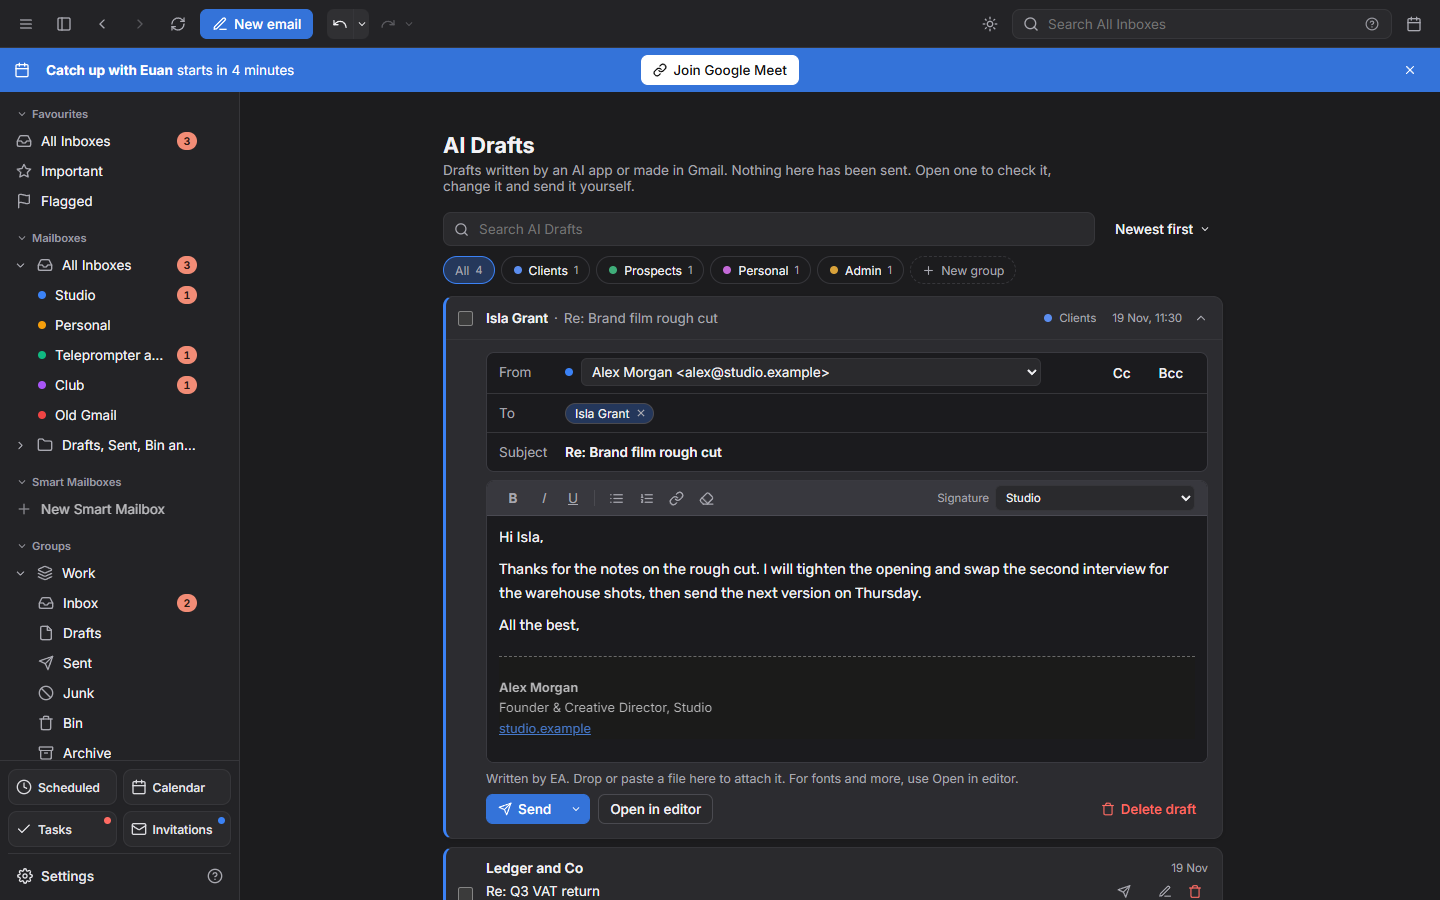 New email
Search All Inboxes
Catch up with Euan starts in 4 minutes
Join Google Meet
Favourites
All Inboxes 3
Important
Flagged
Mailboxes
All Inboxes 3
Studio 1
Personal
Teleprompter a... 1
Club 1
Old Gmail
Drafts, Sent, Bin an...
Smart Mailboxes
New Smart Mailbox
Groups
Work
Inbox 2
Drafts
Sent
Junk
Bin
Archive
Scheduled
Calendar
Tasks
Invitations
Settings
AI Drafts
Drafts written by an AI app or made in Gmail. Nothing here has been sent. Open one to check it,
change it and send it yourself.
Search AI Drafts
Newest first
All 4
Clients 1
Prospects 1
Personal 1
Admin 1
New group
Isla Grant · Re: Brand film rough cut
Clients
19 Nov, 11:30
From
Alex Morgan <alex@studio.example>
Cc
Bcc
To
Isla Grant
Subject
Re: Brand film rough cut
B I U
Signature
Studio
Hi Isla,
Thanks for the notes on the rough cut. I will tighten the opening and swap the second interview for
the warehouse shots, then send the next version on Thursday.
All the best,
Alex Morgan
Founder & Creative Director, Studio
studio.example
Written by EA. Drop or paste a file here to attach it. For fonts and more, use Open in editor.
Send
Open in editor
Delete draft
Ledger and Co
19 Nov
Re: Q3 VAT return